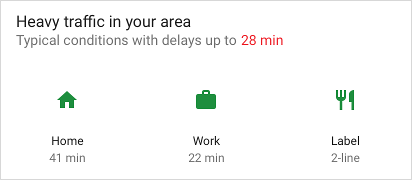 Heavy traffic in your area
Typical conditions with delays up to 28 min
Home
Work
Label
41 min
22 min
2-line